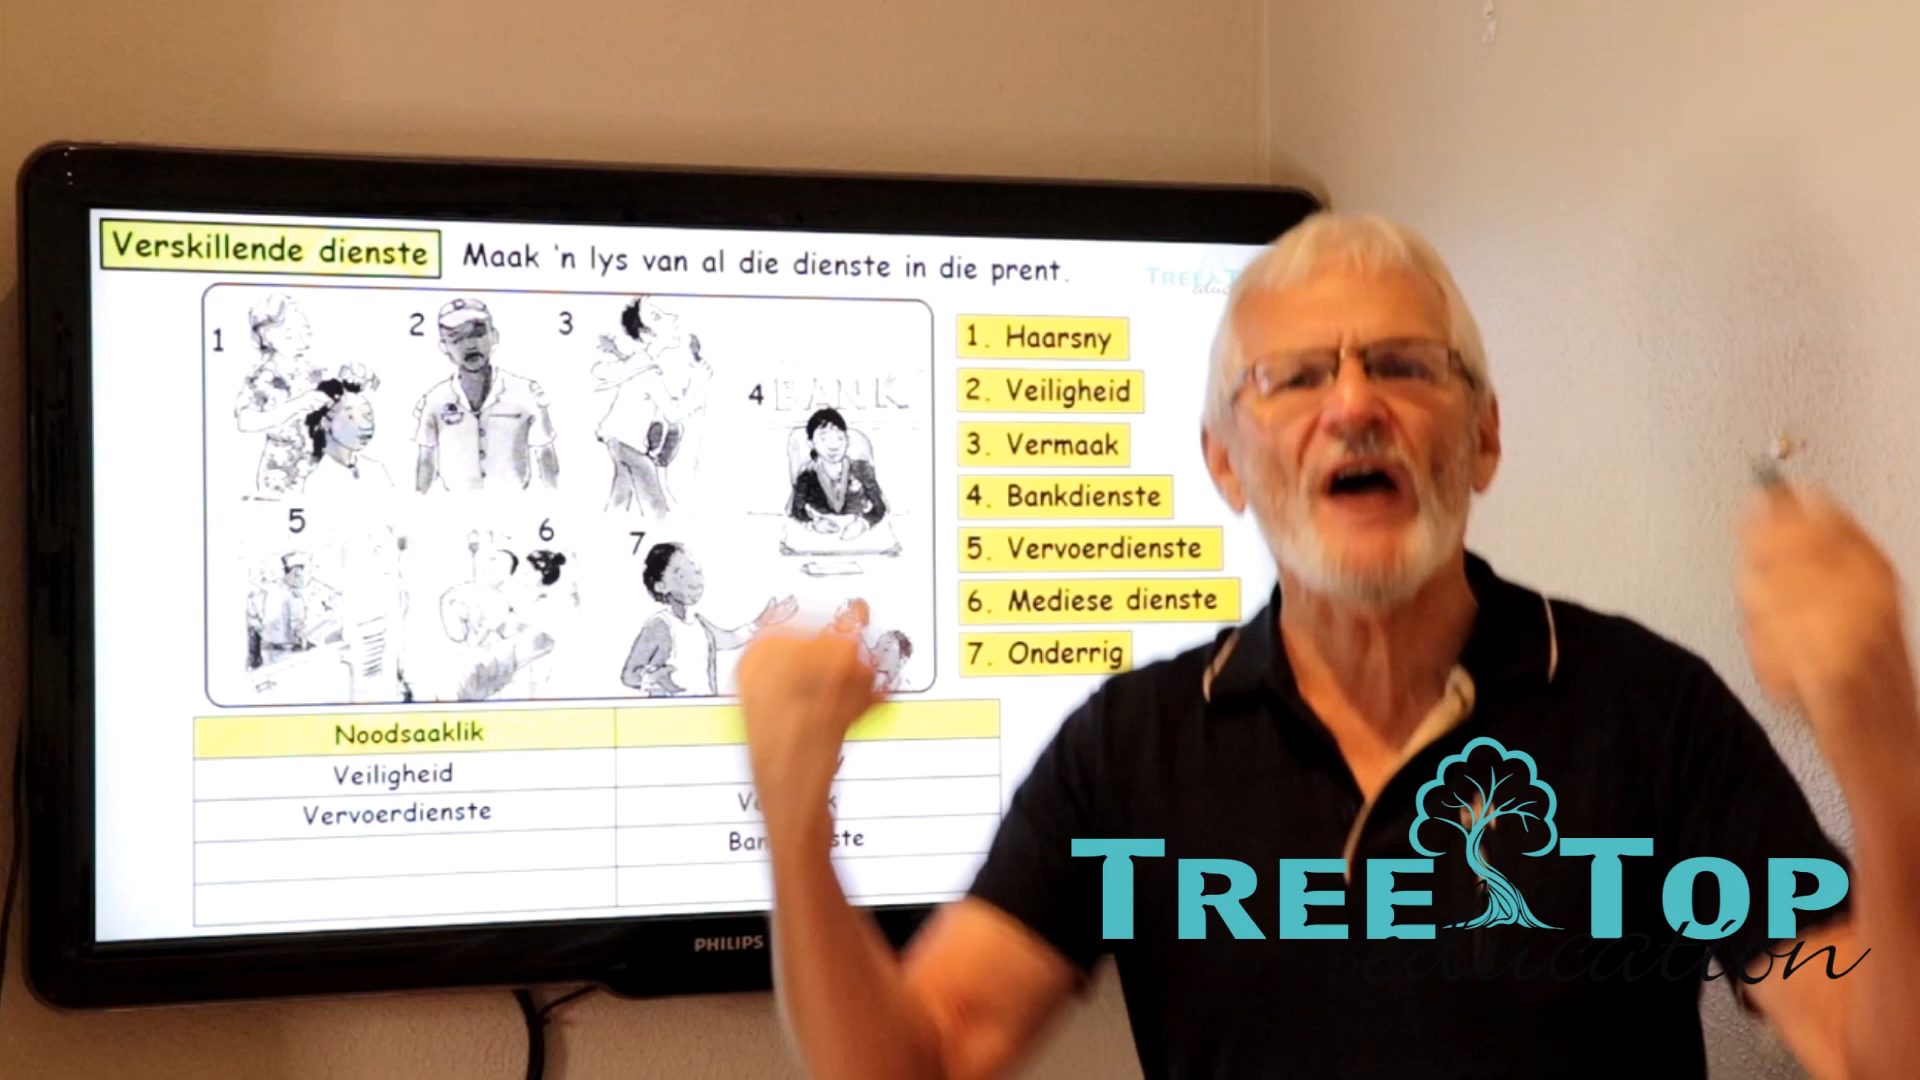 Verskillende dienste Maak 'n lys van al die dienste in die prent.
TREE
1
2
3
4 BANK
5
6
7
1. Haarsny
2. Veiligheid
3. Vermaak
4. Bankdienste
5. Vervoerdienste
6. Mediese dienste
7. Onderrig
Noodsaaklik
Veiligheid
Vervoerdienste
PHILIPS
TREE TOP
education